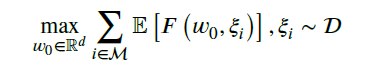 max_{w_0 ∈ ℝ^d} ∑_{i ∈ ℳ} 𝔼 [F (w_0, ξ_i)] , ξ_i ∼ 𝒟